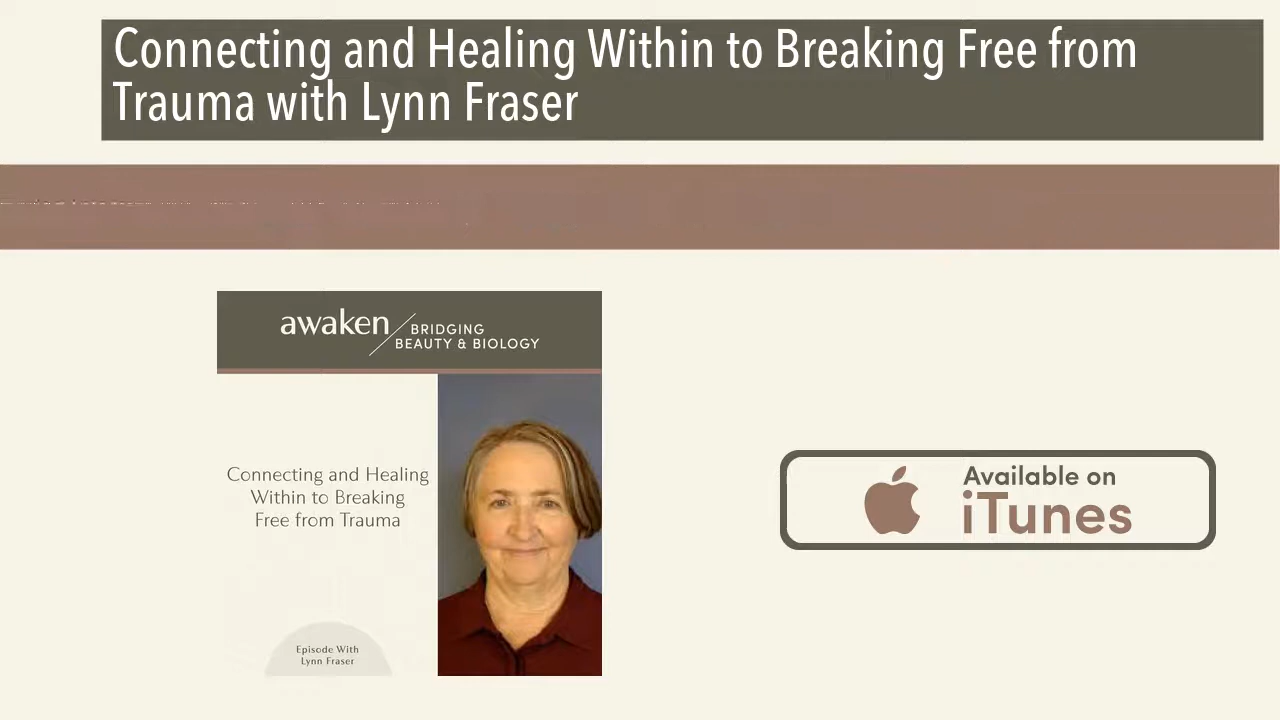 Connecting and Healing Within to Breaking Free from
Trauma with Lynn Fraser
awaken
BRIDGING
BEAUTY & BIOLOGY
Connecting and Healing
Within to Breaking
Free from Trauma
Episode With
Lynn Fraser
Available on
iTunes